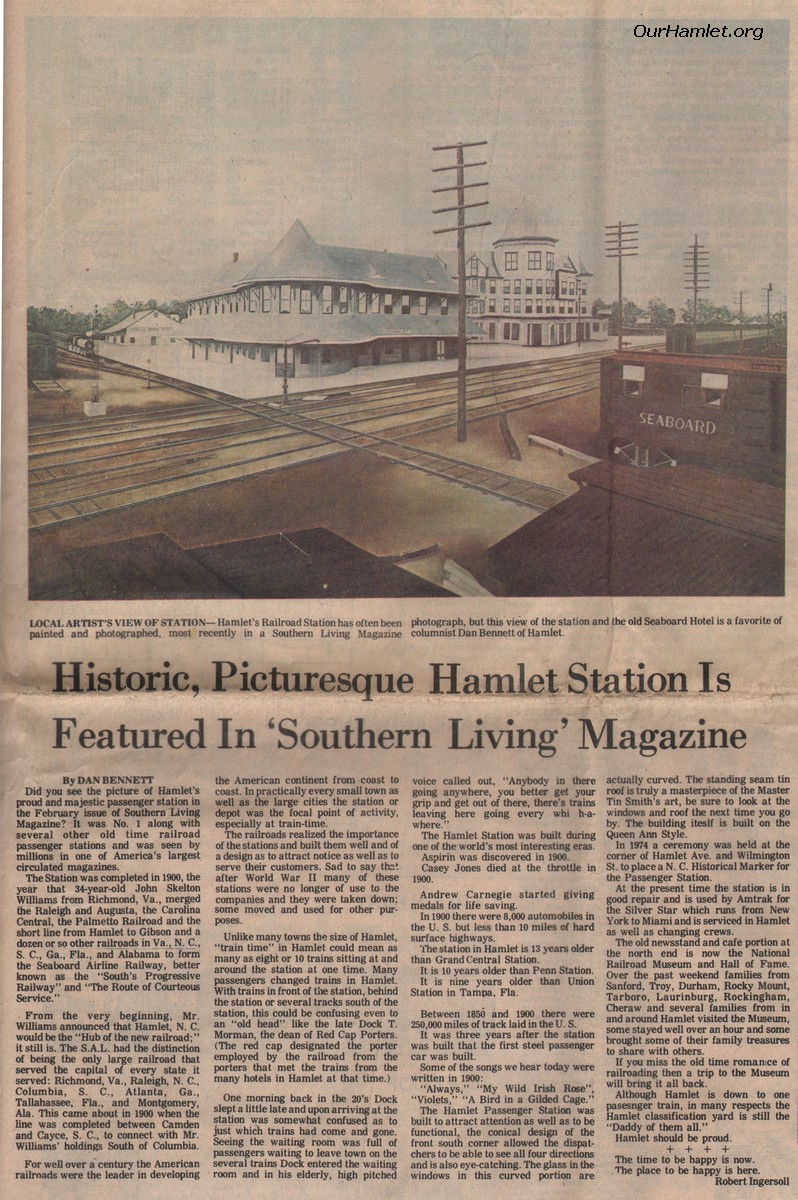 OurHamlet.org
SEABOARD
LOCAL ARTIST'S VIEW OF STATION— Hamlet's Railroad Station has often been
painted and photographed, most recently in a Southern Living Magazine
photograph, but this view of the station and the old Seaboard Hotel is a favorite of
columnist Dan Bennett of Hamlet.
Historic, Picturesque Hamlet Station Is
Featured In 'Southern Living' Magazine
By DAN BENNETT
Did you see the picture of Hamlet's
proud and majestic passenger station in
the February issue of Southern Living
Magazine? It was No. 1 along with
several other old time railroad
passenger stations and was seen by
millions in one of America's largest
circulated magazines.
The Station was completed in 1900, the
year that 34-year-old John Skelton
Williams from Richmond, Va., merged
the Raleigh and Augusta, the Carolina
Central, the Palmetto Railroad and the
short line from Hamlet to Gibson and a
dozen or so other railroads in Va., N. C.,
S. C., Ga., Fla., and Alabama to form
the Seaboard Airline Railway, better
known as the "South's Progressive
Railway" and "The Route of Courteous
Service."
From the very beginning, Mr.
Williams announced that Hamlet, N. C.
would be the "Hub of the new railroad;"
it still is. The S.A.L. had the distinction
of being the only large railroad that
served the capital of every state it
served: Richmond, Va., Raleigh, N. C.,
Columbia, S. C., Atlanta, Ga.,
Tallahassee, Fla., and Montgomery,
Ala. This came about in 1900 when the
line was completed between Camden
and Cayce, S. C., to connect with Mr.
Williams' holdings South of Columbia.
For well over a century the American
railroads were the leader in developing
the American continent from coast to
coast. In practically every small town as
well as the large cities the station or
depot was the focal point of activity,
especially at train-time.
The railroads realized the importance
of the stations and built them well and of
a design as to attract notice as well as to
serve their customers. Sad to say that
after World War II many of these
stations were no longer of use to the
companies and they were taken down;
some moved and used for other pur-
poses.
Unlike many towns the size of Hamlet,
"train time" in Hamlet could mean as
many as eight or 10 trains sitting at and
around the station at one time. Many
passengers changed trains in Hamlet.
With trains in front of the station, behind
the station or several tracks south of the
station, this could be confusing even to
an "old head" like the late Dock T.
Morman, the dean of Red Cap Porters.
(The red cap designated the porter
employed by the railroad from the
porters that met the trains from the
many hotels in Hamlet at that time.)
One morning back in the 20's Dock
slept a little late and upon arriving at the
station was somewhat confused as to
just which trains had come and gone.
Seeing the waiting room was full of
passengers waiting to leave town on the
several trains Dock entered the waiting
room and in his elderly, high pitched
voice called out, "Anybody in there
going anywhere, you better get your
grip and get out of there, there's trains
leaving here going every whi h-a-
where."
The Hamlet Station was built during
one of the world's most interesting eras.
Aspirin was discovered in 1900.
Casey Jones died at the throttle in
1900.
Andrew Carnegie started giving
medals for life saving.
In 1900 there were 8,000 automobiles in
the U. S. but less than 10 miles of hard
surface highways.
The station in Hamlet is 13 years older
than Grand Central Station.
It is 10 years older than Penn Station.
It is nine years older than Union
Station in Tampa, Fla.
Between 1850 and 1900 there were
250,000 miles of track laid in the U. S.
It was three years after the station
was built that the first steel passenger
car was built.
Some of the songs we hear today were
written in 1900:
"Always," "My Wild Irish Rose",
"Violets," "A Bird in a Gilded Cage."
The Hamlet Passenger Station was
built to attract attention as well as to be
functional, the conical design of the
front south corner allowed the dispat-
chers to be able to see all four directions
and is also eye-catching. The glass in the
windows in this curved portion are
actually curved. The standing seam tin
roof is truly a masterpiece of the Master
Tin Smith's art, be sure to look at the
windows and roof the next time you go
by. The building iteslf is built on the
Queen Ann Style.
In 1974 a ceremony was held at the
corner of Hamlet Ave. and Wilmington
St. to place a N. C. Historical Marker for
the Passenger Station.
At the present time the station is in
good repair and is used by Amtrak for
the Silver Star which runs from New
York to Miami and is serviced in Hamlet
as well as changing crews.
The old newsstand and cafe portion at
the north end is now the National
Railroad Museum and Hall of Fame.
Over the past weekend families from
Sanford, Troy, Durham, Rocky Mount,
Tarboro, Laurinburg, Rockingham,
Cheraw and several families from in
and around Hamlet visited the Museum,
some stayed well over an hour and some
brought some of their family treasures
to share with others.
If you miss the old time romance of
railroading then a trip to the Museum
will bring it all back.
Although Hamlet is down to one
pasesnger train, in many respects the
Hamlet classification yard is still the
"Daddy of them all."
Hamlet should be proud.
+ + + +
The time to be happy is now.
The place to be happy is here.
Robert Ingersoll